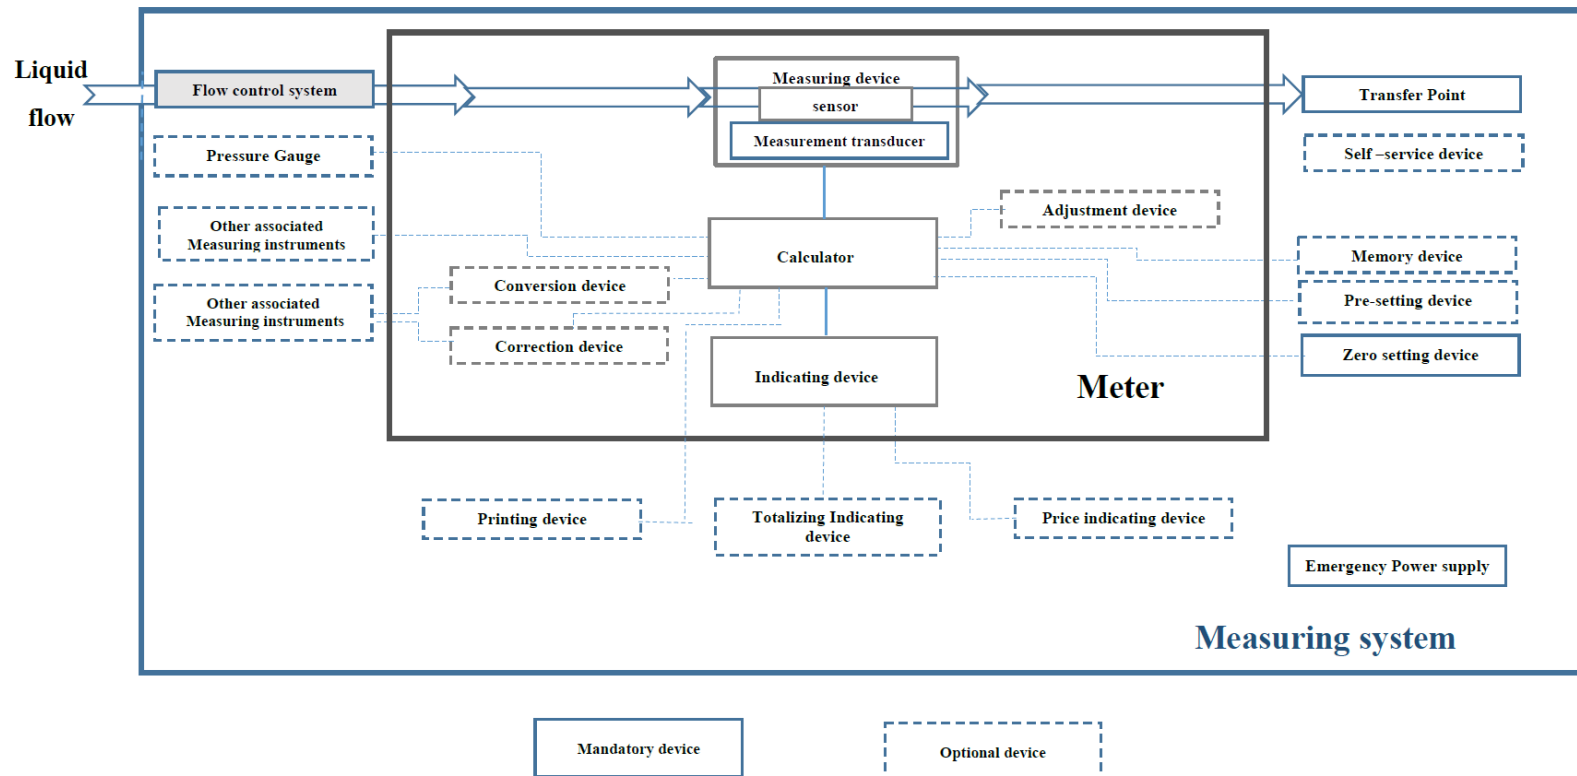 Liquid
flow
Flow control system
Measuring device
sensor
Measurement transducer
Transfer Point
Pressure Gauge
Self –service device
Other associated
Measuring instruments
Adjustment device
Calculator
Memory device
Conversion device
Pre-setting device
Other associated
Measuring instruments
Correction device
Zero setting device
Indicating device
Meter
Printing device
Totalizing Indicating
device
Price indicating device
Emergency Power supply
Measuring system
Mandatory device
Optional device